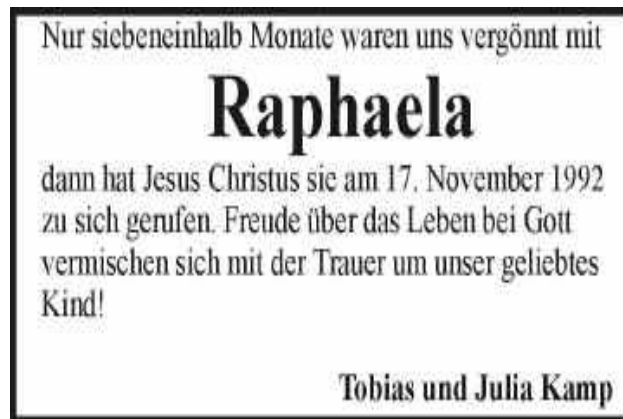 Nur siebeneinhalb Monate waren uns vergönnt mit
Raphaela
dann hat Jesus Christus sie am 17. November 1992
zu sich gerufen. Freude über das Leben bei Gott
vermischen sich mit der Trauer um unser geliebtes
Kind!
Tobias und Julia Kamp